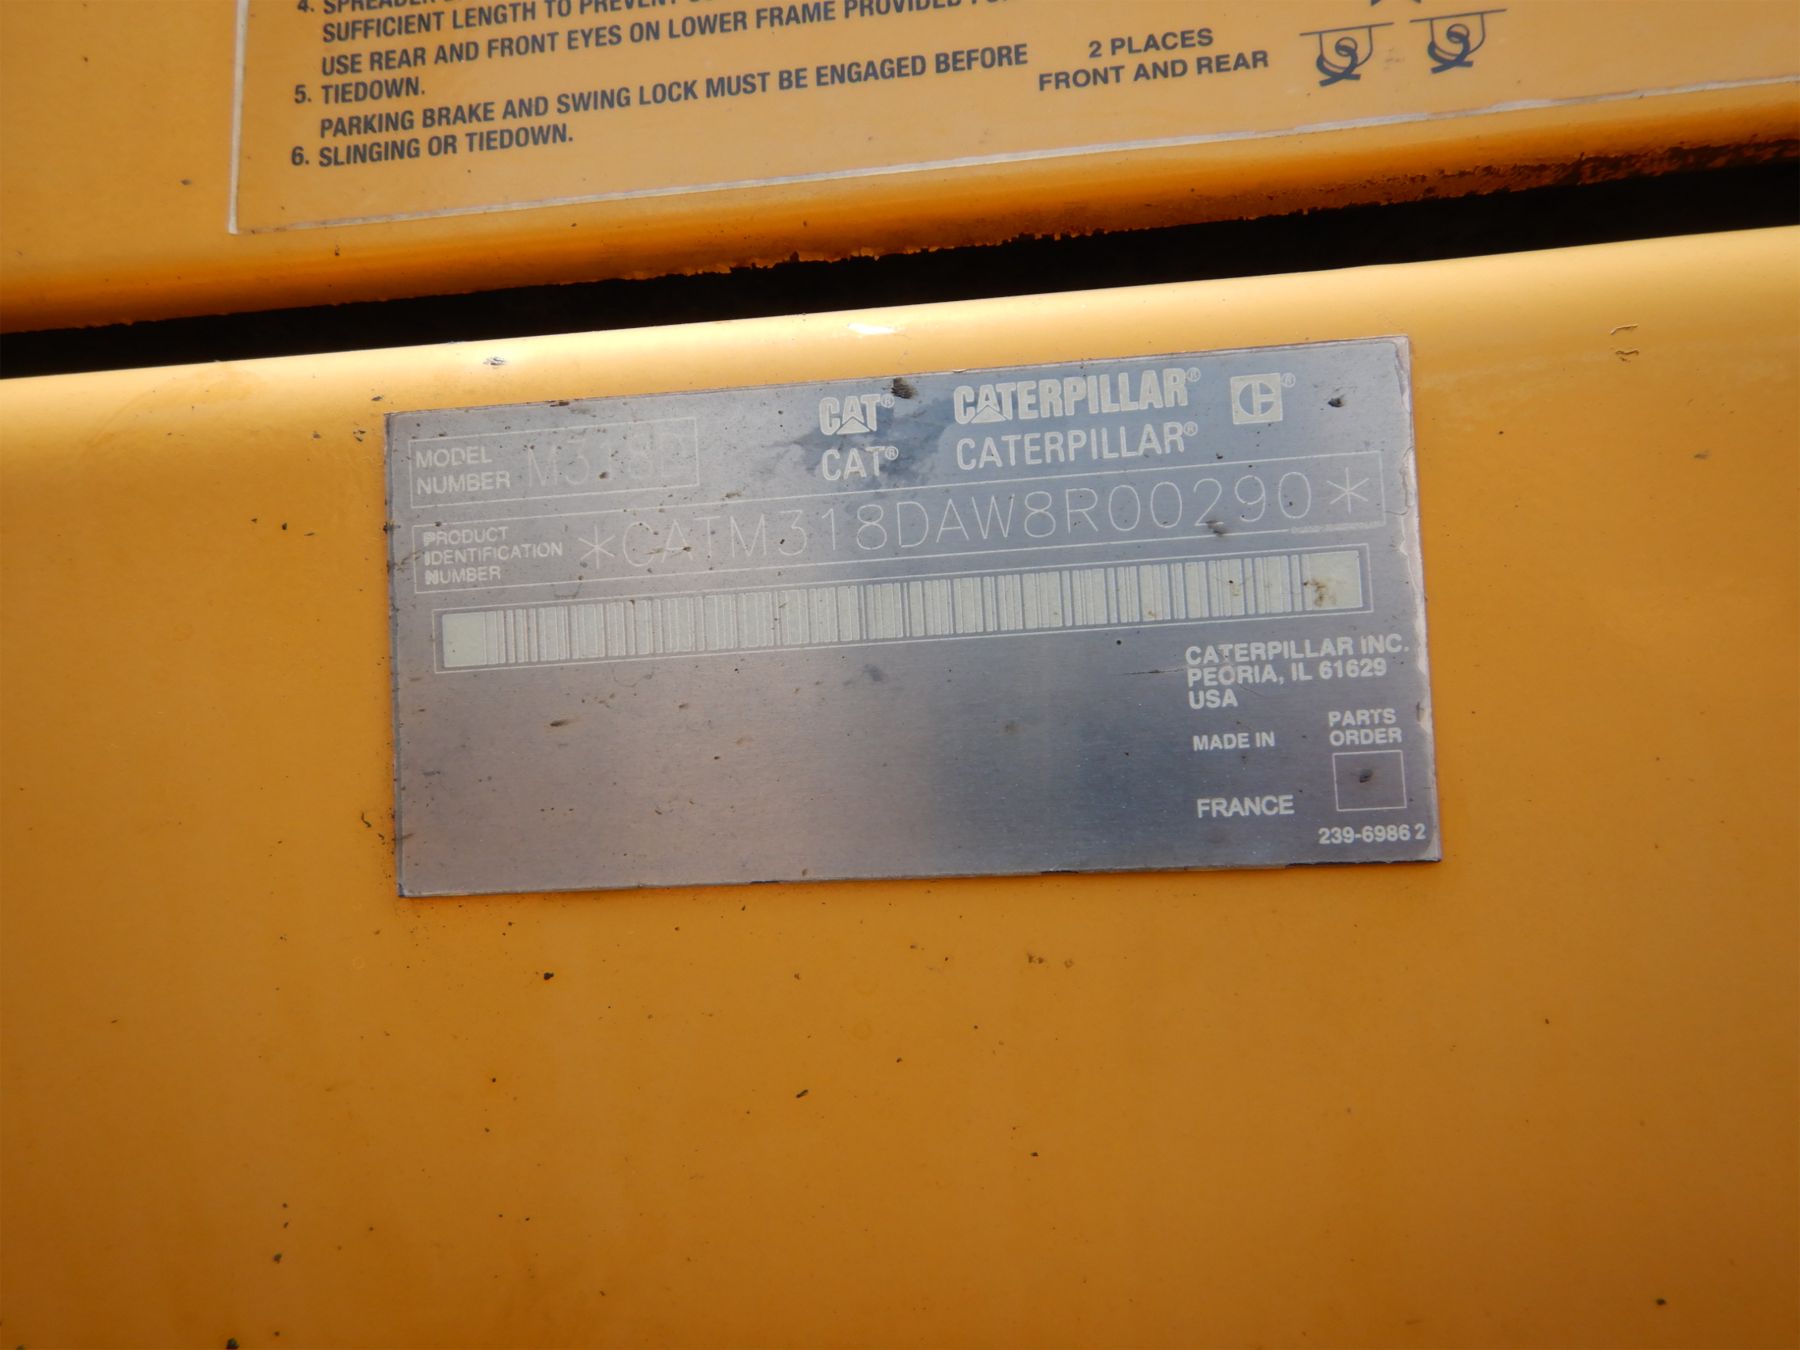 4. SPREADER
SUFFICIENT LENGTH TO PREVENT
USE REAR AND FRONT EYES ON LOWER FRAME PROVIDED
5. TIEDOWN.
PARKING BRAKE AND SWING LOCK MUST BE ENGAGED BEFORE
6. SLINGING OR TIEDOWN.
2 PLACES
FRONT AND REAR
MODEL
NUMBER M318D
CAT® CATERPILLAR®
CAT® CATERPILLAR®
PRODUCT
IDENTIFICATION
NUMBER
*CATM318DAW8R00290*
CATERPILLAR INC.
PEORIA, IL 61629
USA
MADE IN
FRANCE
PARTS
ORDER
239-6986 2